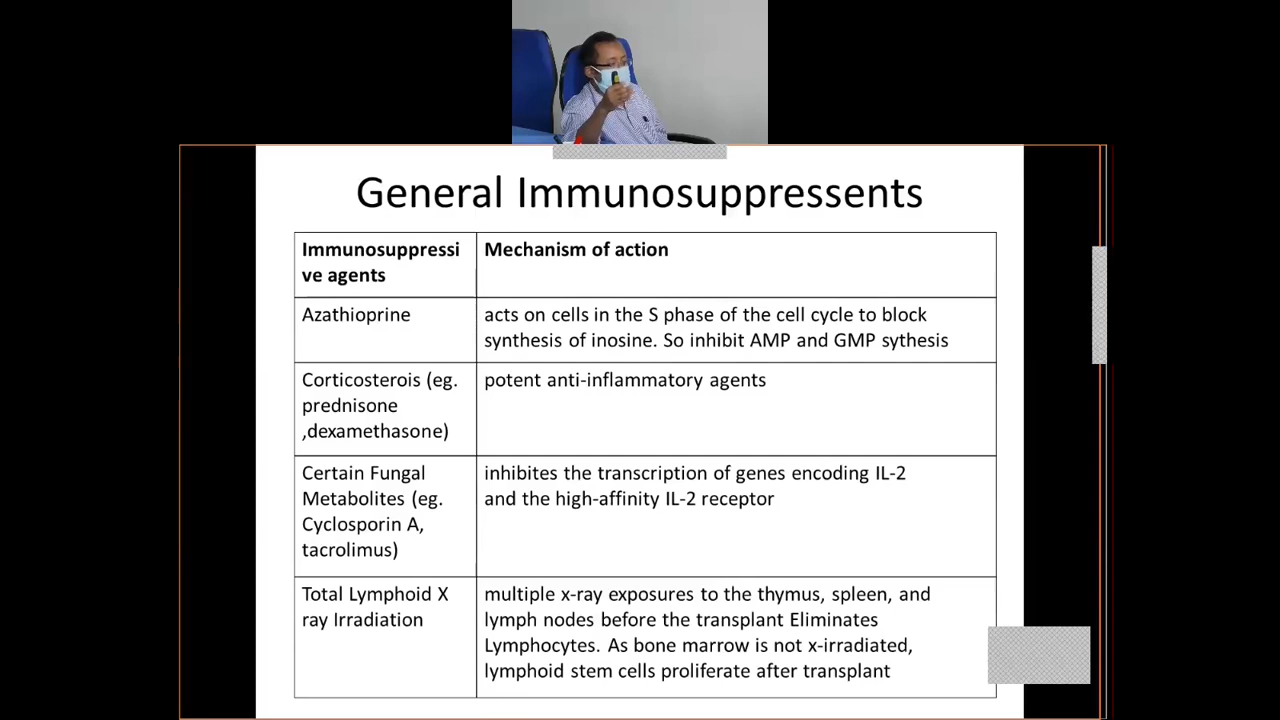 General Immunosuppressents
Immunosuppressi
ve agents
Mechanism of action
Azathioprine
acts on cells in the S phase of the cell cycle to block
synthesis of inosine. So inhibit AMP and GMP sythesis
Corticosterois (eg.
prednisone
,dexamethasone)
potent anti-inflammatory agents
Certain Fungal
Metabolites (eg.
Cyclosporin A,
tacrolimus)
inhibites the transcription of genes encoding IL-2
and the high-affinity IL-2 receptor
Total Lymphoid X
ray Irradiation
multiple x-ray exposures to the thymus, spleen, and
lymph nodes before the transplant Eliminates
Lymphocytes. As bone marrow is not x-irradiated,
lymphoid stem cells proliferate after transplant